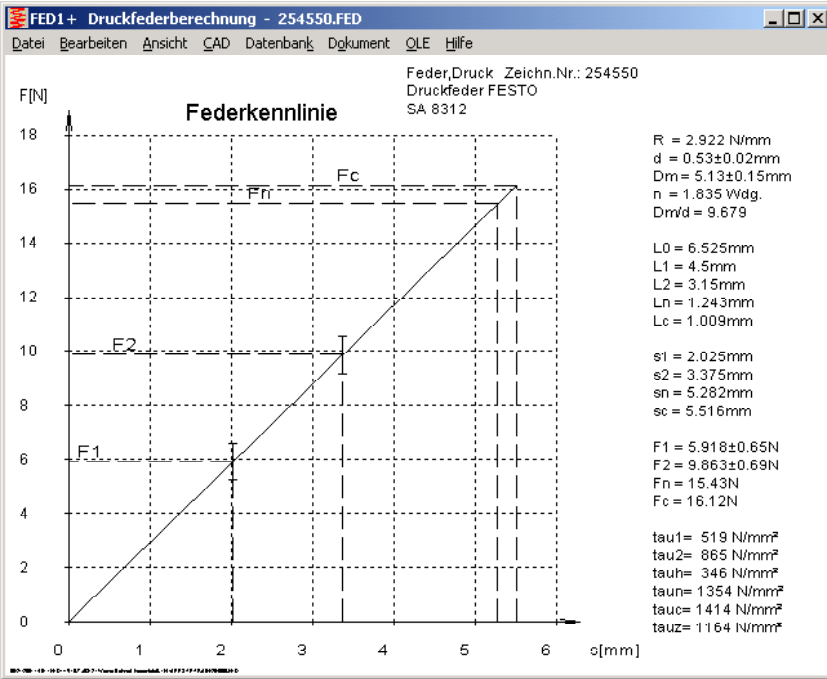 FED1+ Druckfederberechnung - 254550.FED
Datei Bearbeiten Ansicht CAD Datenbank Dokument OLE Hilfe
Feder,Druck Zeichn.Nr.: 254550
Druckfeder FESTO
SA 8312
F[N]
Federkennlinie
18
16
14
12
10
8
6
4
2
0
Fc
Fn
F2
F1
0 1 2 3 4 5 6 s[mm]
R = 2.922 N/mm
d = 0.53±0.02mm
Dm = 5.13±0.15mm
n = 1.835 Wdg.
Dm/d = 9.679
L0 = 6.525mm
L1 = 4.5mm
L2 = 3.15mm
Ln = 1.243mm
Lc = 1.009mm
s1 = 2.025mm
s2 = 3.375mm
sn = 5.282mm
sc = 5.516mm
F1 = 5.918±0.65N
F2 = 9.863±0.69N
Fn = 15.43N
Fc = 16.12N
tau1= 519 N/mm²
tau2= 865 N/mm²
tauh= 346 N/mm²
taun= 1354 N/mm²
tauc= 1414 N/mm²
tauz= 1164 N/mm²